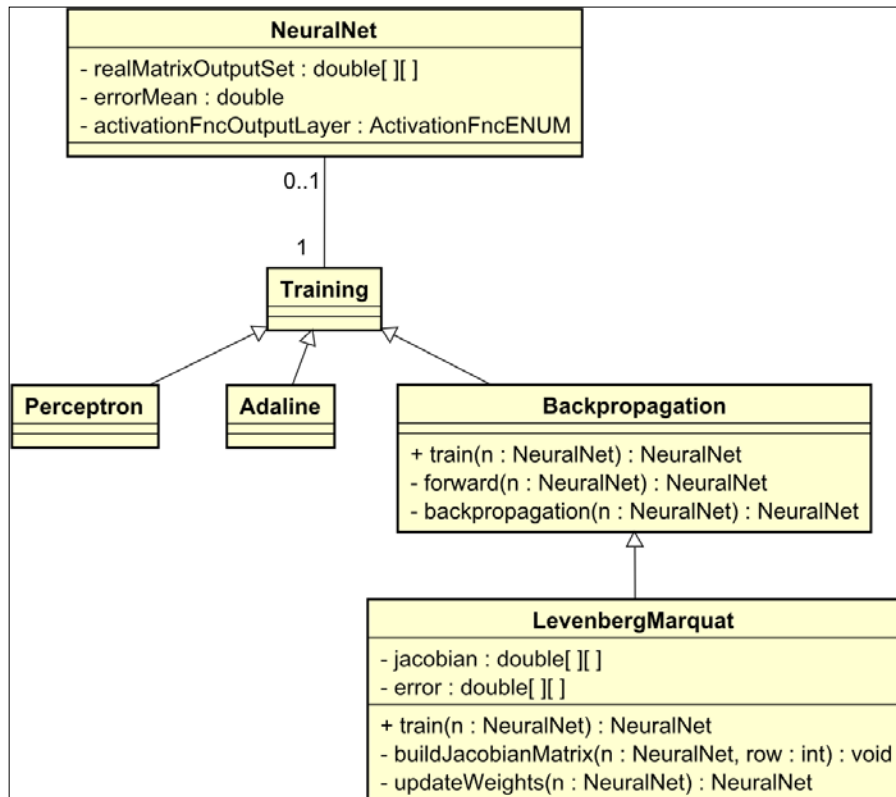 NeuralNet
- realMatrixOutputSet : double[ ][ ]
- errorMean : double
- activationFncOutputLayer : ActivationFncENUM
0..1
1
Training
Perceptron
Adaline
Backpropagation
+ train(n : NeuralNet) : NeuralNet
- forward(n : NeuralNet) : NeuralNet
- backpropagation(n : NeuralNet) : NeuralNet
LevenbergMarquat
- jacobian : double[ ][ ]
- error : double[ ][ ]
+ train(n : NeuralNet) : NeuralNet
- buildJacobianMatrix(n : NeuralNet, row : int) : void
- updateWeights(n : NeuralNet) : NeuralNet